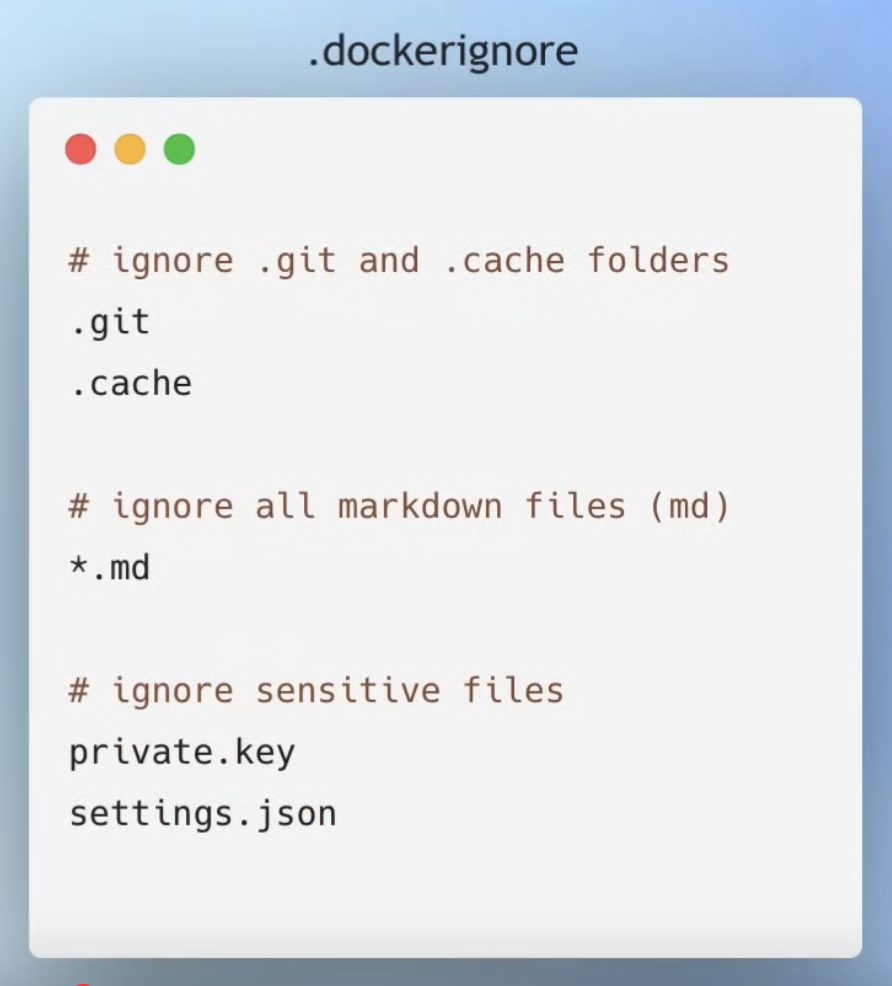 .dockerignore
# ignore .git and .cache folders
.git
.cache
# ignore all markdown files (md)
*.md
# ignore sensitive files
private.key
settings.json